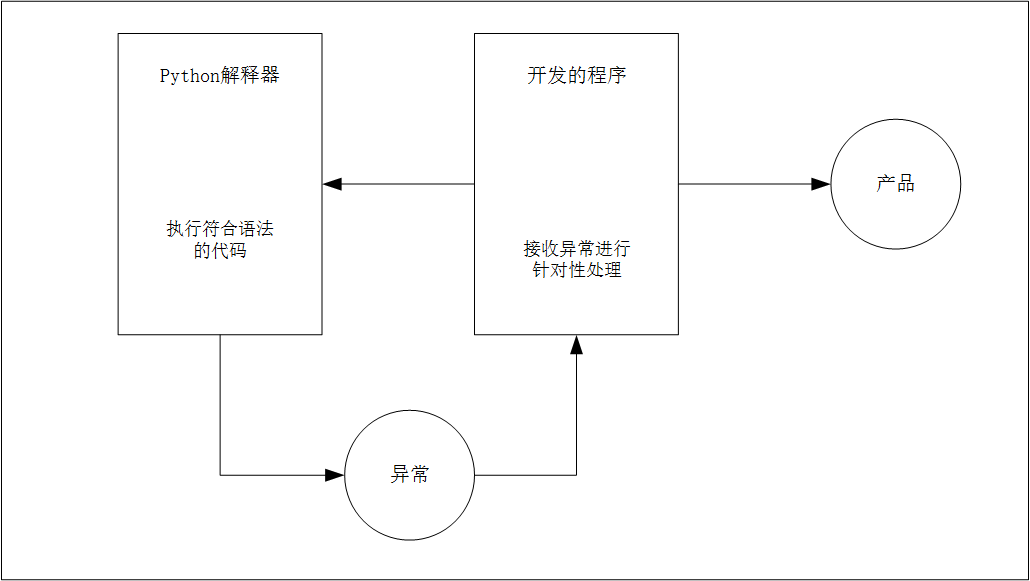 Python解释器
开发的程序
产品
执行符合语法
的代码
接收异常进行
针对性处理
异常